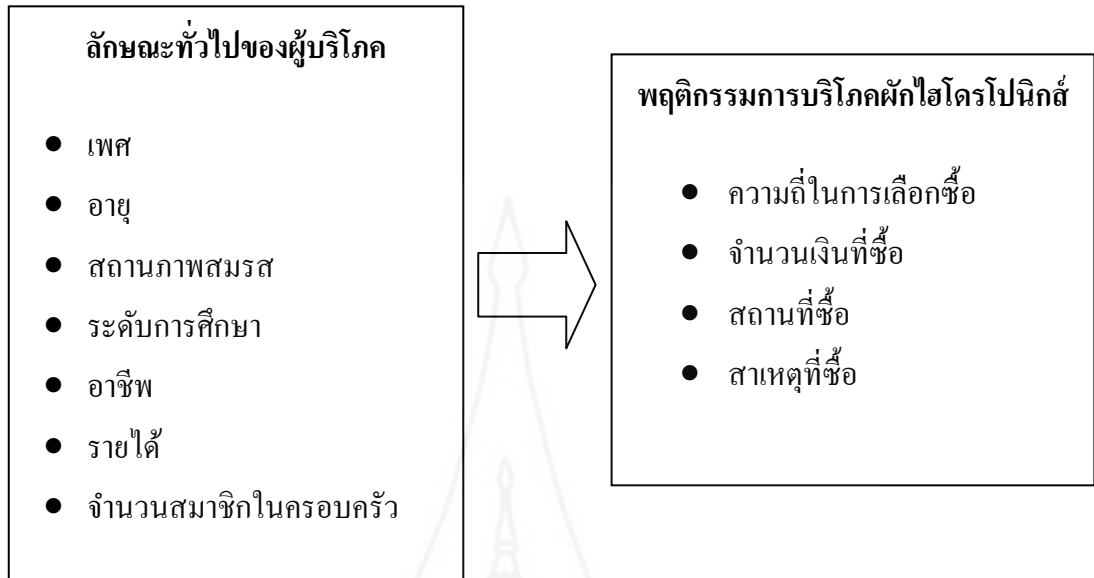 ลักษณะทั่วไปของผู้บริโภค
● เพศ
● อายุ
● สถานภาพสมรส
● ระดับการศึกษา
● อาชีพ
● รายได้
● จำนวนสมาชิกในครอบครัว
พฤติกรรมการบริโภคผักไฮโดรโปนิกส์
● ความถี่ในการเลือกซื้อ
● จำนวนเงินที่ซื้อ
● สถานที่ซื้อ
● สาเหตุที่ซื้อ